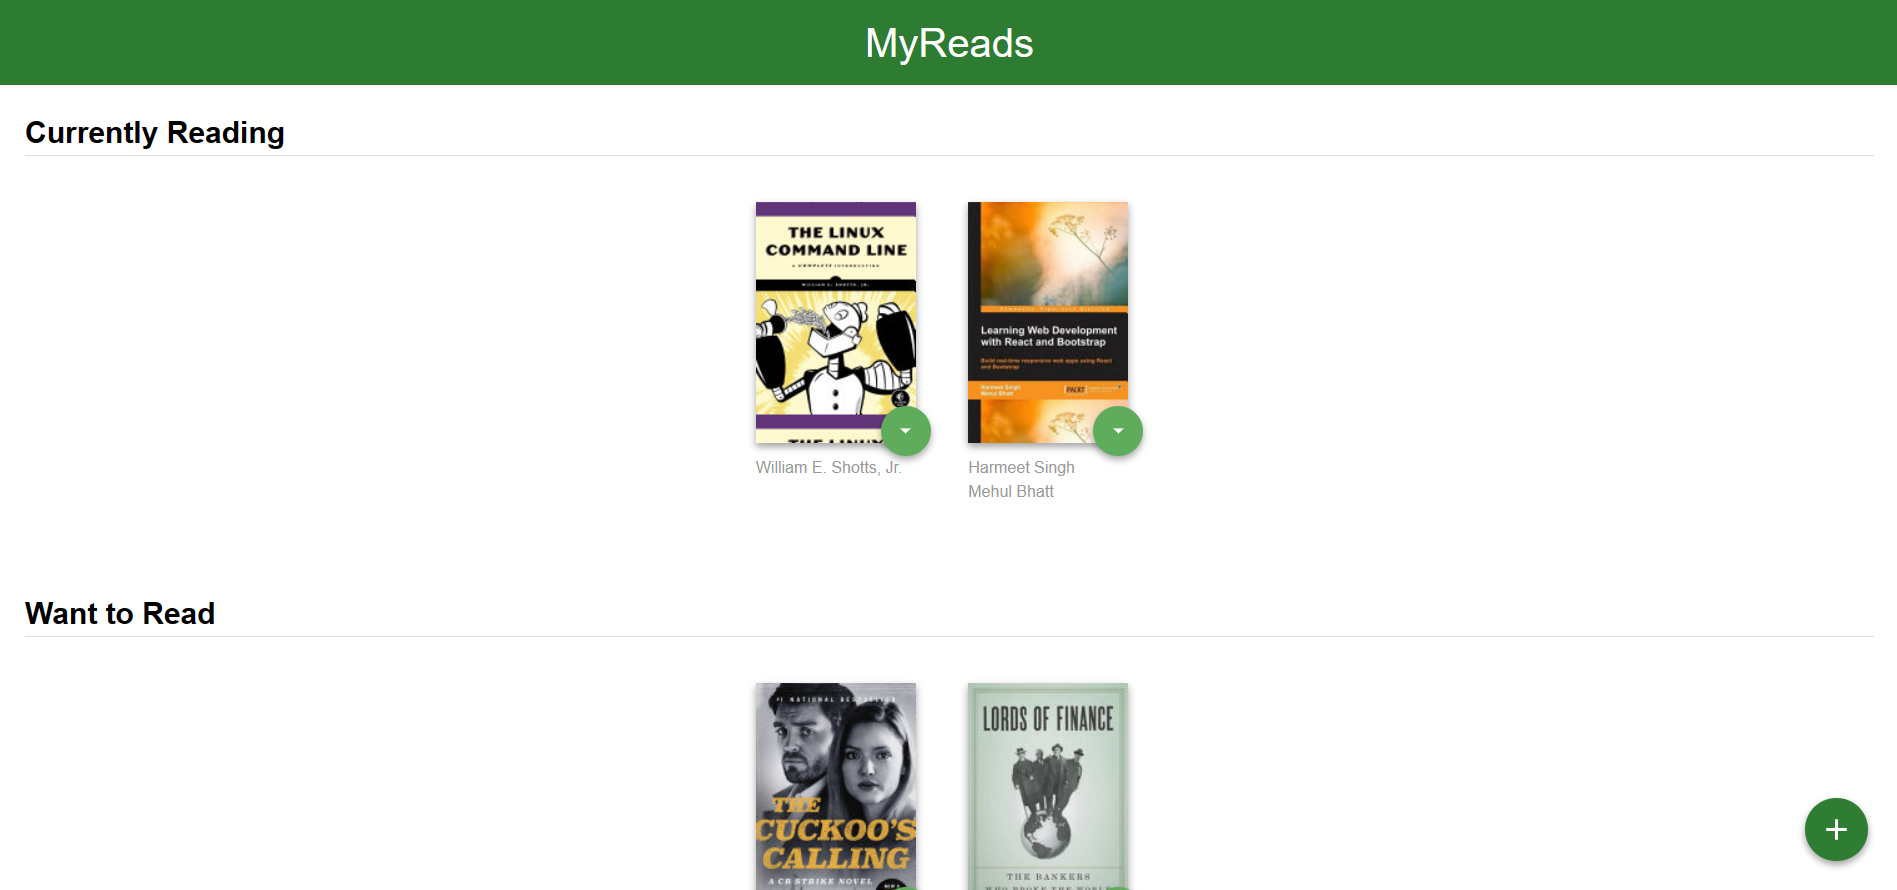 MyReads
Currently Reading
THE LINUX
COMMAND LINE
A COMPLETE INTRODUCTION
WILLIAM E. SHOTTS, JR.
THE LINUX
Learning Web Development
with React and Bootstrap
Build real-time responsive web apps using React
and Bootstrap
Harmeet Singh
Mehul Bhatt
PACKT
William E. Shotts, Jr.
Harmeet Singh
Mehul Bhatt
Want to Read
#1 NATIONAL BESTSELLER
THE
CUCKOO'S
CALLING
A CB STRIKE NOVEL
LORDS OF FINANCE
THE BANKERS
WHO BROKE THE WORLD